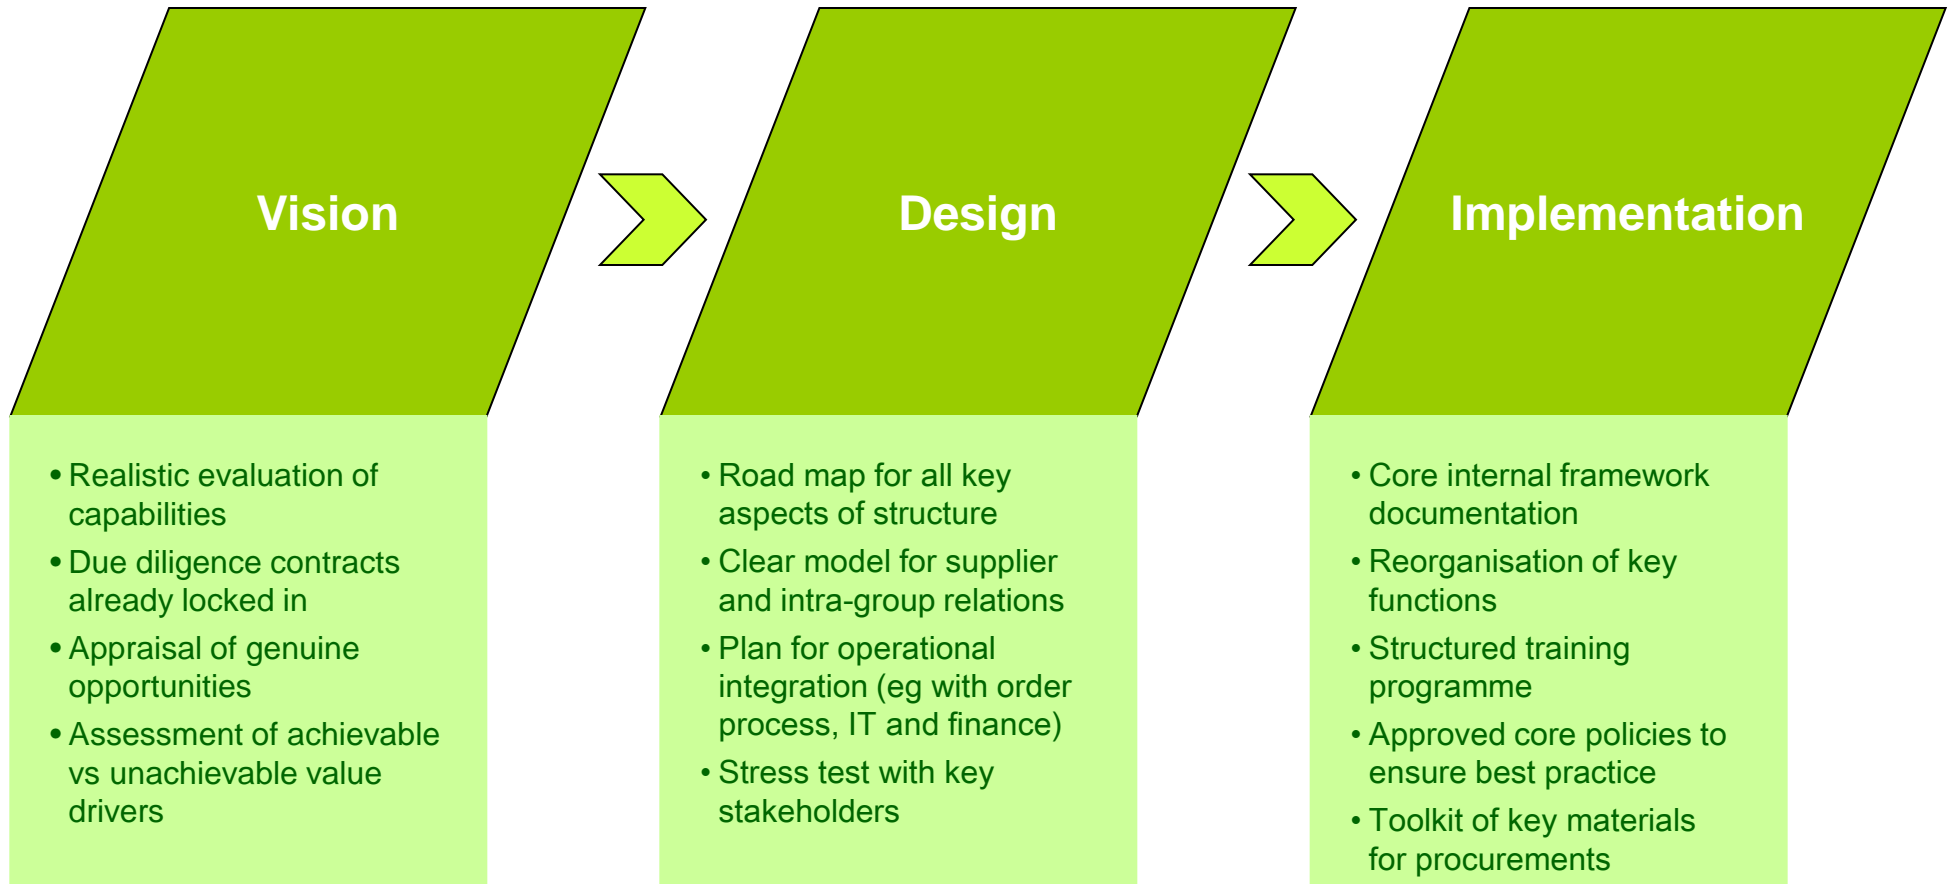 Vision
• Realistic evaluation of
capabilities
• Due diligence contracts
already locked in
• Appraisal of genuine
opportunities
• Assessment of achievable
vs unachievable value
drivers
Design
• Road map for all key
aspects of structure
• Clear model for supplier
and intra-group relations
• Plan for operational
integration (eg with order
process, IT and finance)
• Stress test with key
stakeholders
Implementation
• Core internal framework
documentation
• Reorganisation of key
functions
• Structured training
programme
• Approved core policies to
ensure best practice
• Toolkit of key materials
for procurements